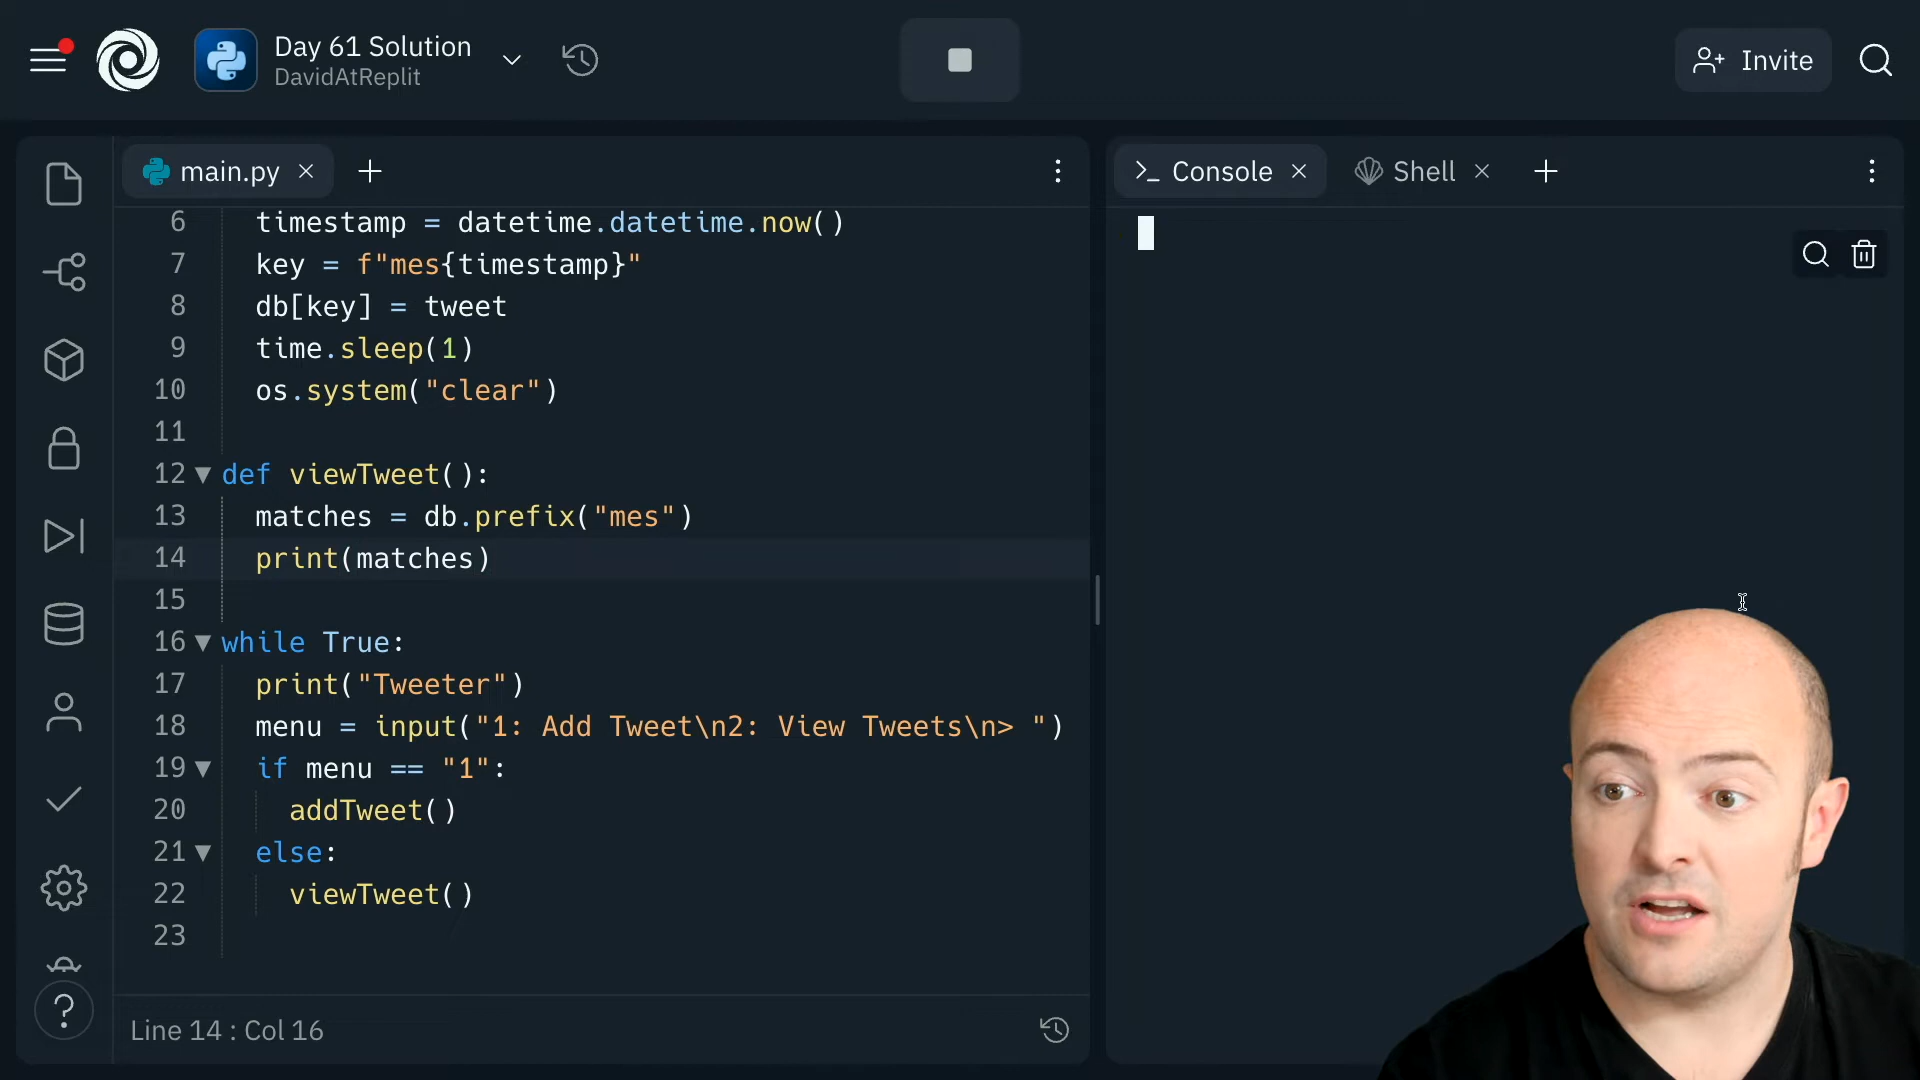 Day 61 Solution
DavidAtReplit
Invite
main.py
6 timestamp = datetime.datetime.now()
7 key = f"mes{timestamp}"
8 db[key] = tweet
9 time.sleep(1)
10 os.system("clear")
11
12 def viewTweet():
13 matches = db.prefix("mes")
14 print(matches)
15
16 while True:
17 print("Tweeter")
18 menu = input("1: Add Tweet\n2: View Tweets\n> ")
19 if menu == "1":
20 addTweet()
21 else:
22 viewTweet()
23
Line 14 : Col 16
Console
Shell